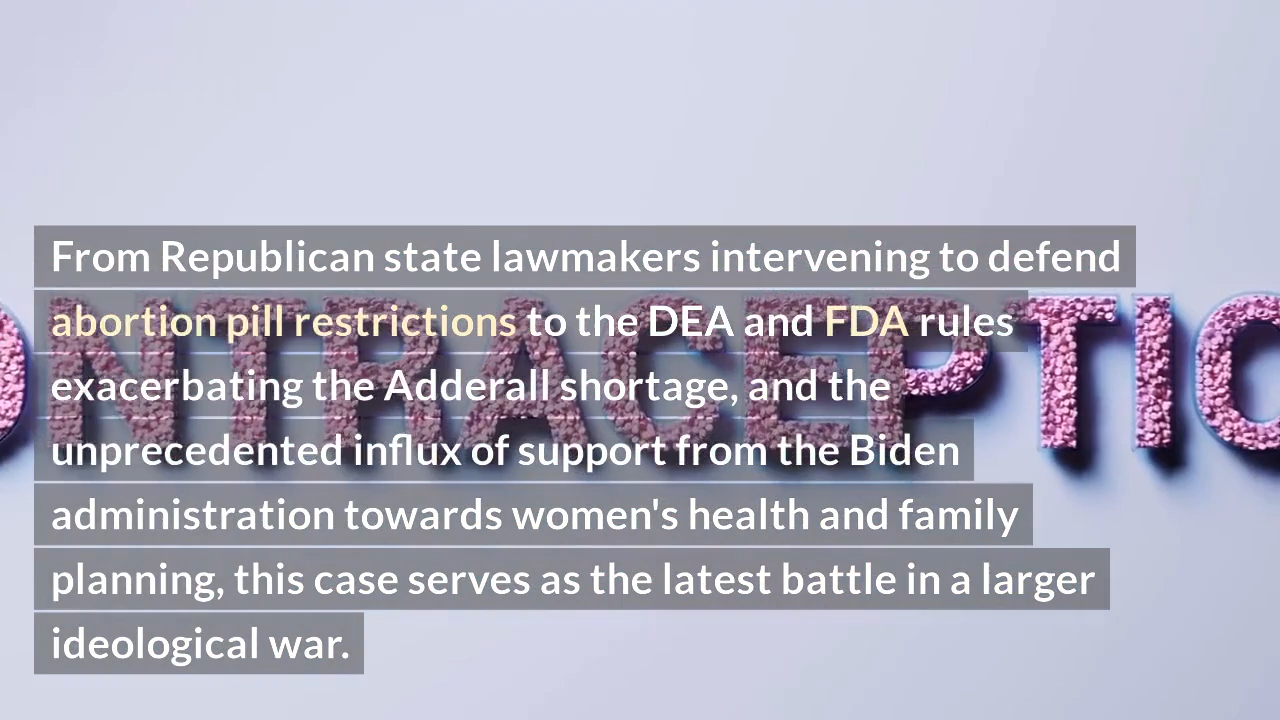 From Republican state lawmakers intervening to defend
abortion pill restrictions to the DEA and FDA rules
exacerbating the Adderall shortage, and the
unprecedented influx of support from the Biden
administration towards women's health and family
planning, this case serves as the latest battle in a larger
ideological war.
ONTRACEPTIO